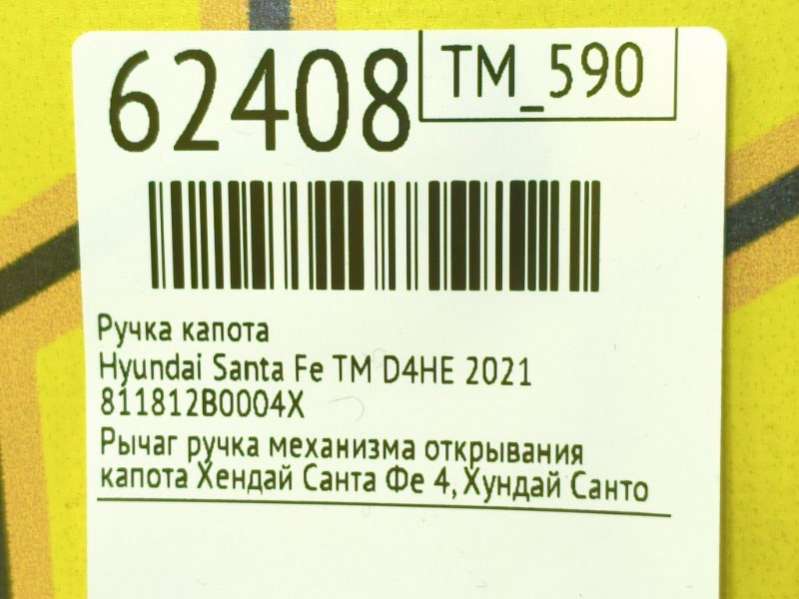 62408
TM_590
Ручка капота
Hyundai Santa Fe TM D4HE 2021
811812B0004X
Рычаг ручка механизма открывания
капота Хендай Санта Фе 4, Хундай Санто